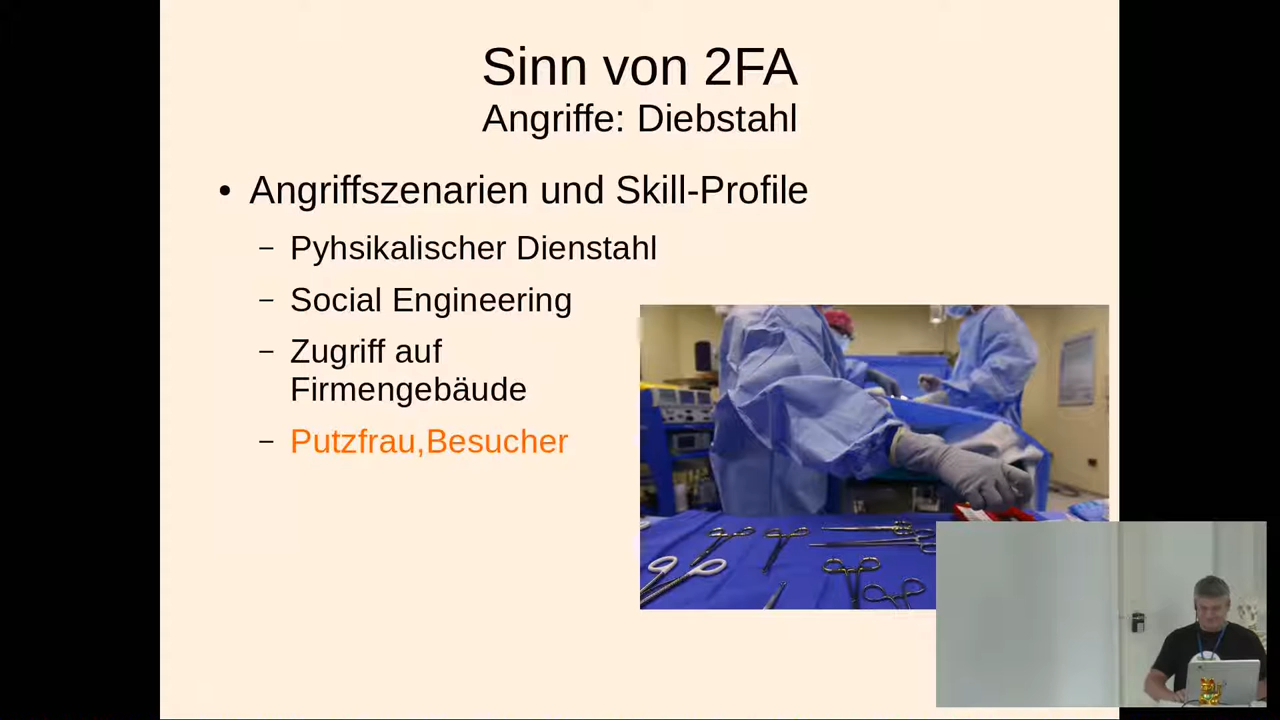 Sinn von 2FA
Angriffe: Diebstahl
• Angriffszenarien und Skill-Profile
– Pyhsikalischer Dienstahl
– Social Engineering
– Zugriff auf
Firmengebäude
– Putzfrau,Besucher